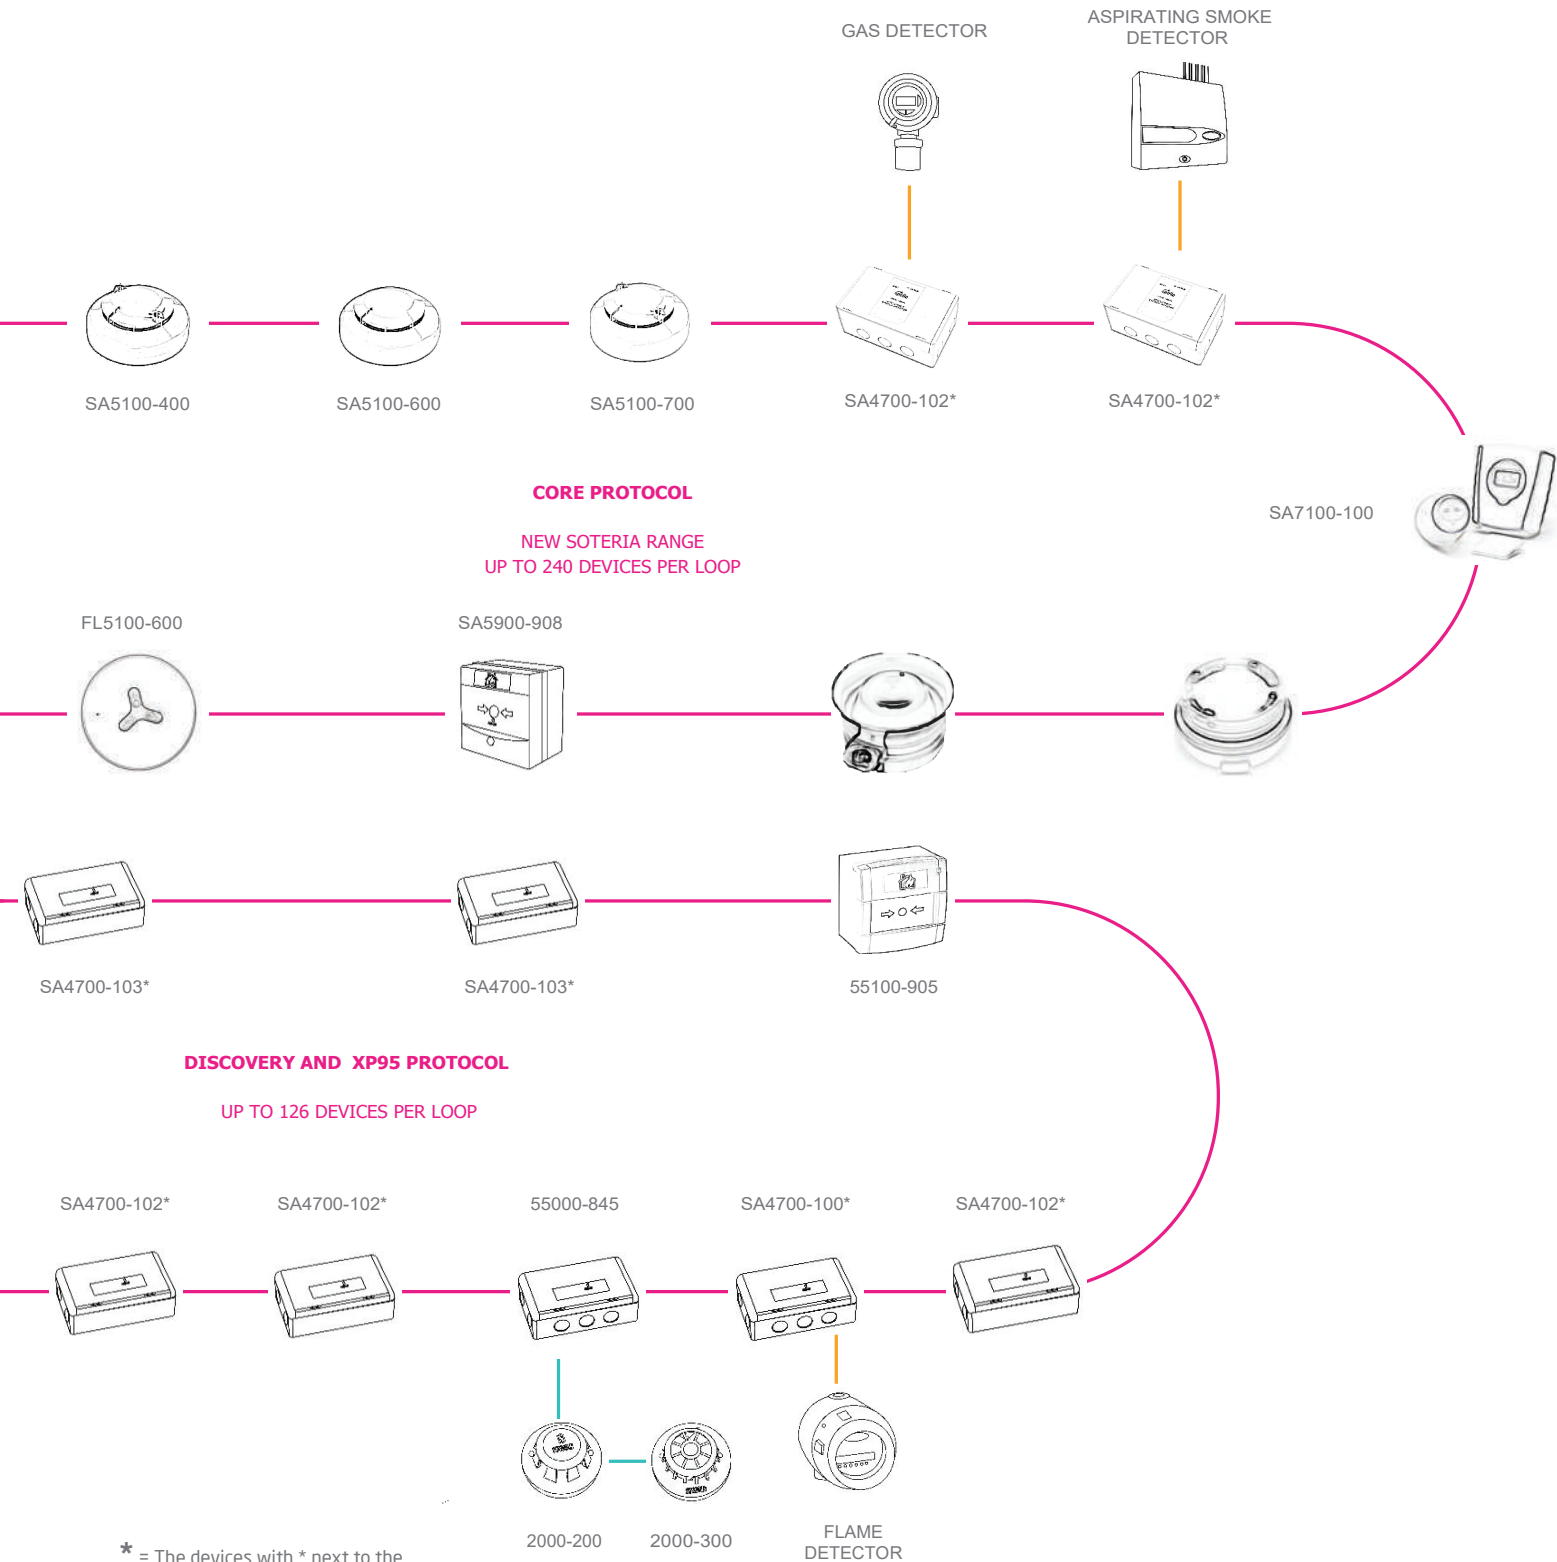 GAS DETECTOR
ASPIRATING SMOKE
DETECTOR
SA5100-400
SA5100-600
SA5100-700
SA4700-102*
SA4700-102*
CORE PROTOCOL
NEW SOTERIA RANGE
UP TO 240 DEVICES PER LOOP
SA7100-100
FL5100-600
SA5900-908
SA4700-103*
SA4700-103*
55100-905
DISCOVERY AND XP95 PROTOCOL
UP TO 126 DEVICES PER LOOP
SA4700-102*
SA4700-102*
55000-845
SA4700-100*
SA4700-102*
2000-200
2000-300
FLAME
DETECTOR
* = The devices with * next to the